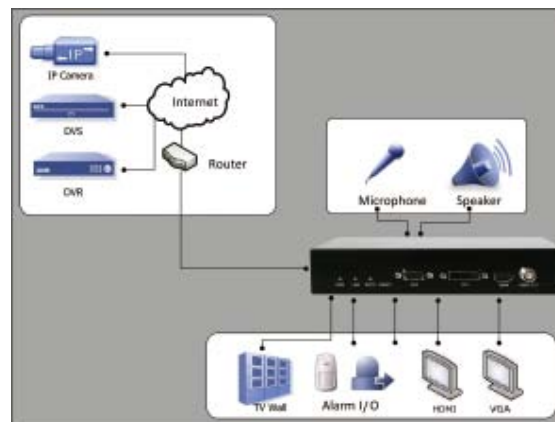 IP
IP Camera
Internet
DVS
Router
DVR
Microphone
Speaker
TV Wall
Alarm I/O
HDMI
VGA